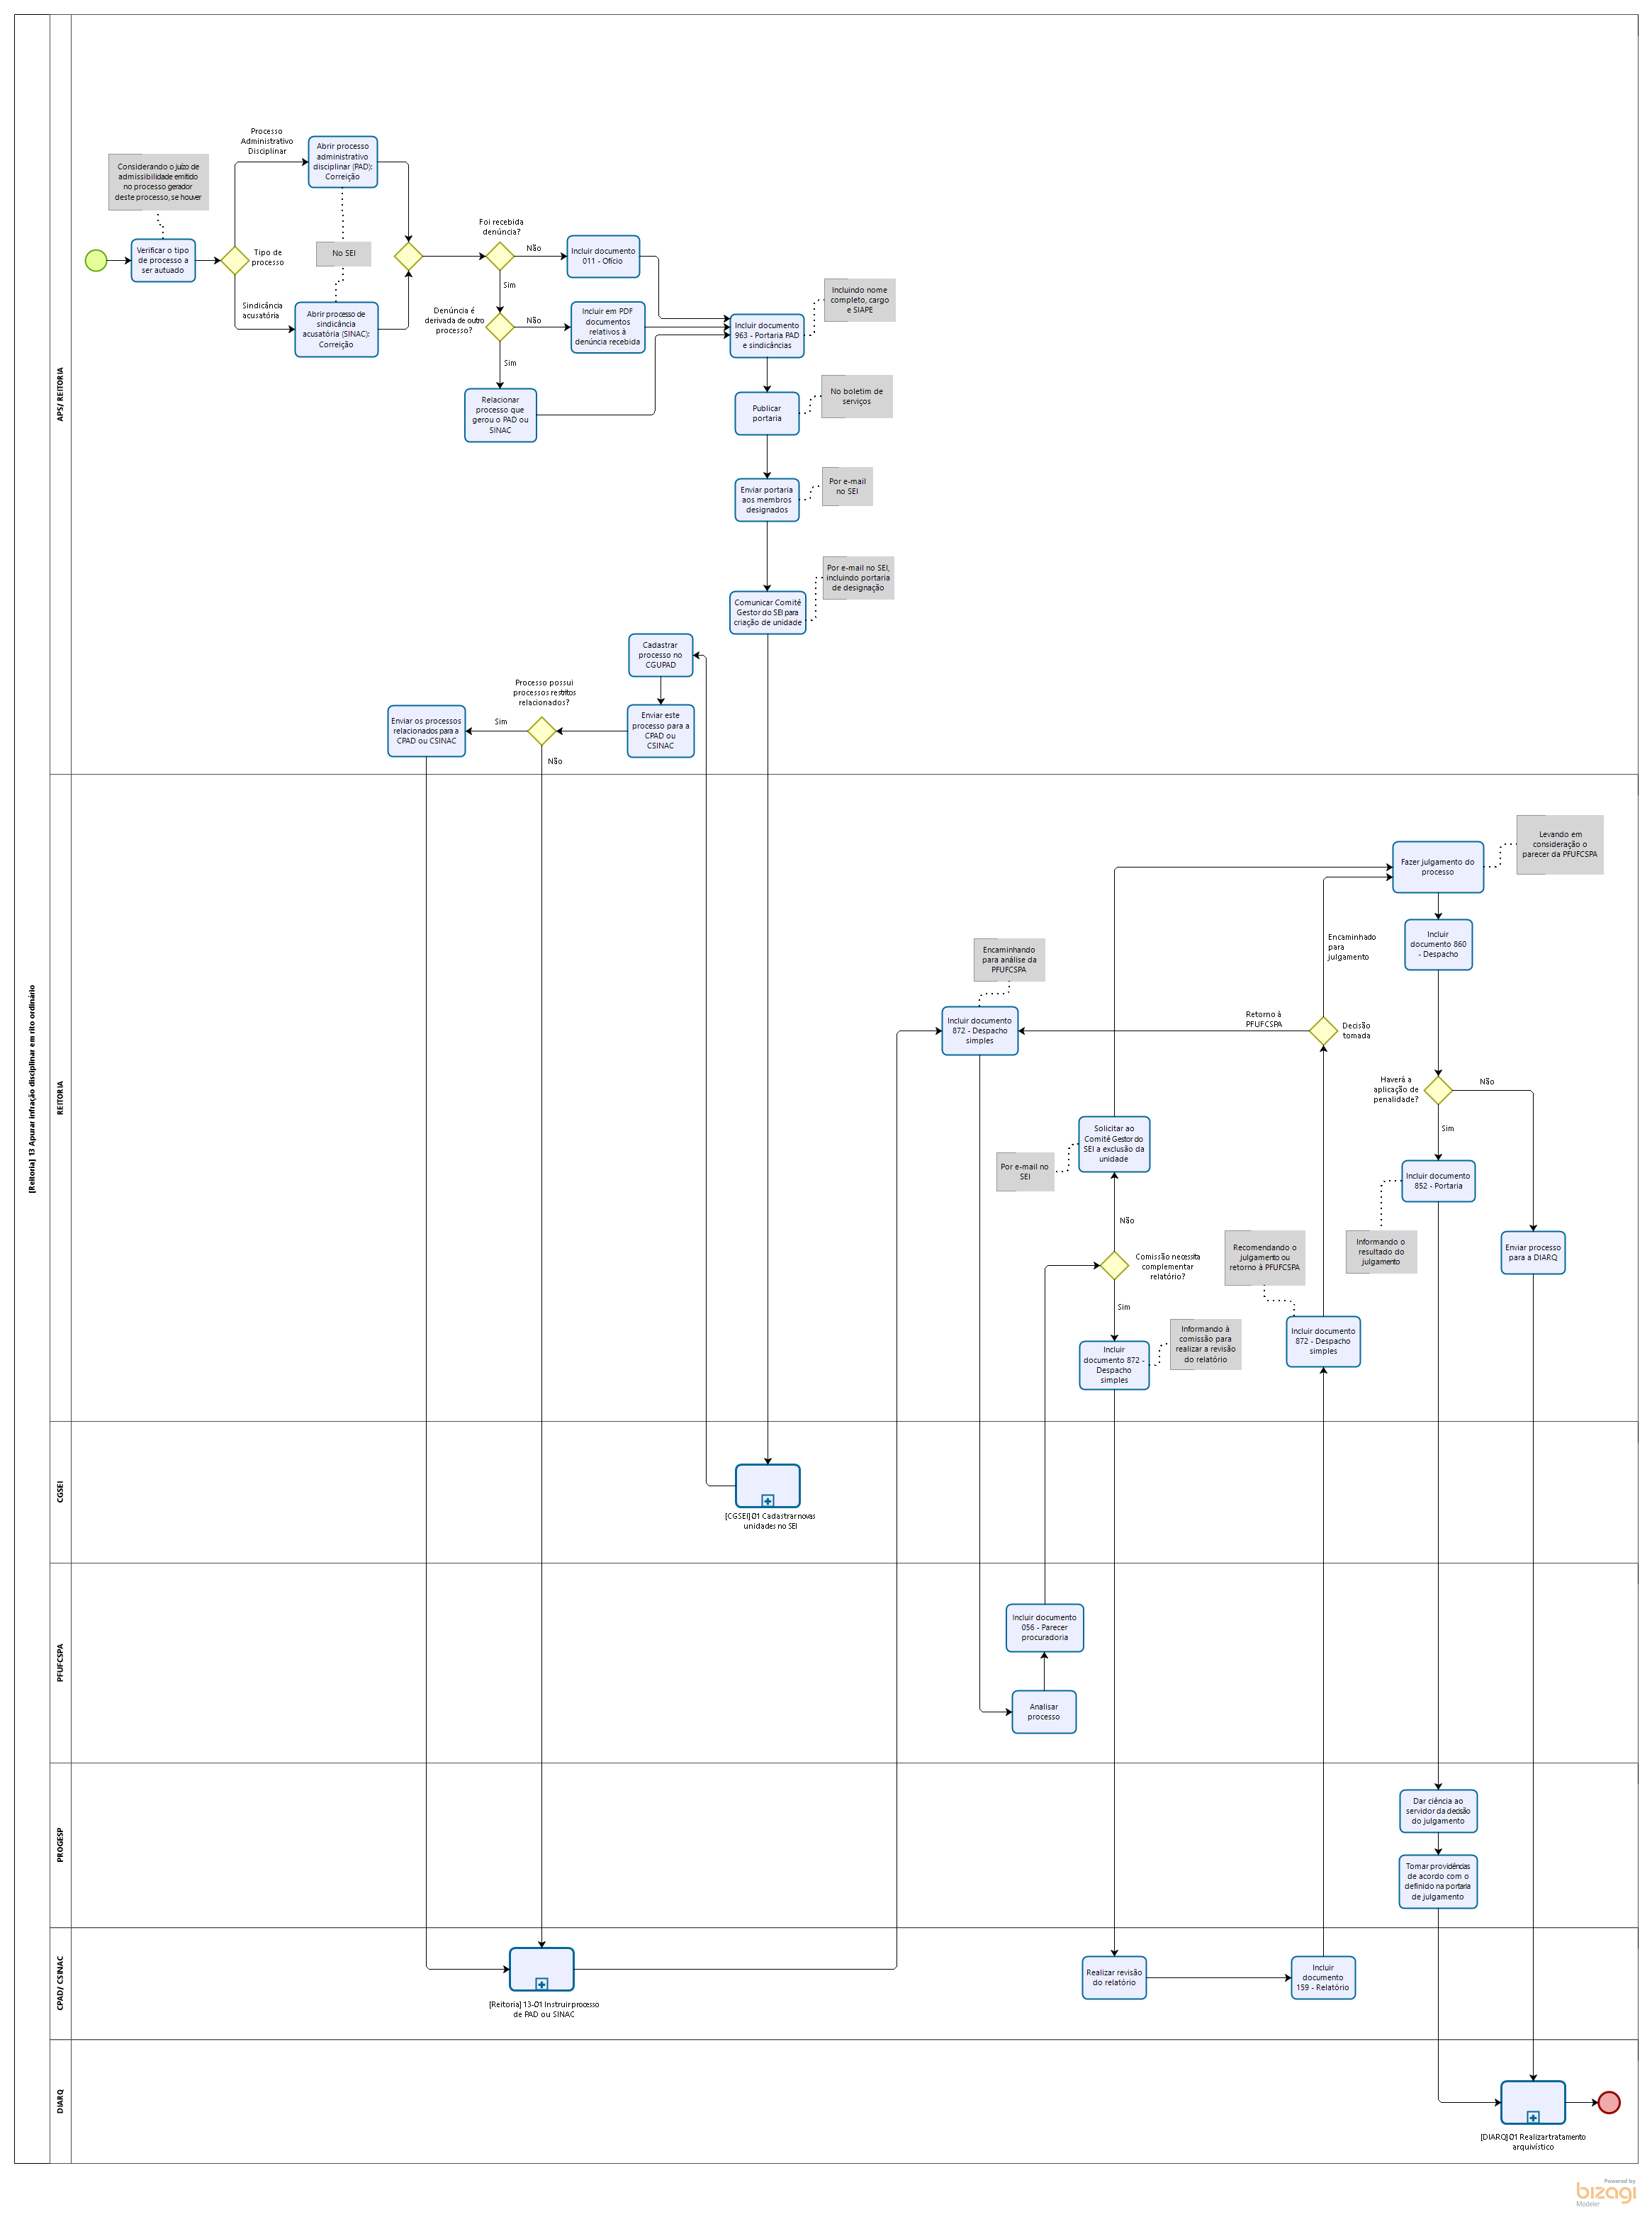 [Reitoria] 13 Apurar infração disciplinar em rito ordinário
APS/ REITORIA
Processo
Administrativo
Disciplinar
Abrir processo
administrativo
disciplinar (PAD):
Correição
Considerando o juízo de
admissibilidade emitido
no processo gerador
deste processo, se houver
Verificar o tipo
de processo a
ser autuado
Tipo de
processo
No SEI
Sindicância
acusatória
Abrir processo de
sindicância
acusatória (SINAC):
Correição
Foi recebida
denúncia?
Não
Incluir documento
011 - Ofício
Sim
Denúncia é
derivada de outro
processo?
Não
Incluir em PDF
documentos
relativos à
denúncia recebida
Sim
Relacionar
processo que
gerou o PAD ou
SINAC
Incluir documento
963 - Portaria PAD
e sindicâncias
Incluindo nome
completo, cargo
e SIAPE
Publicar
portaria
No boletim de
serviços
Enviar portaria
aos membros
designados
Por e-mail
no SEI
Comunicar Comitê
Gestor do SEI para
criação de unidade
Por e-mail no SEI,
incluindo portaria
de designação
Cadastrar
processo no
CGUPAD
Enviar este
processo para a
CPAD ou
CSINAC
Processo possui
processos restritos
relacionados?
Sim
Enviar os processos
relacionados para a
CPAD ou CSINAC
Não
REITORIA
Fazer julgamento do
processo
Levando em
consideração o
parecer da PFUFCSPA
Incluir
documento 860
- Despacho
Encaminhado
para
julgamento
Encaminhando
para análise da
PFUFCSPA
Incluir documento
872 - Despacho
simples
Retorno à
PFUFCSPA
Decisão
tomada
Haverá a
aplicação de
penalidade?
Não
Sim
Solicitar ao
Comitê Gestor do
SEI a exclusão da
unidade
Por e-mail no
SEI
Incluir documento
852 - Portaria
Não
Informando o
resultado do
julgamento
Enviar processo
para a DIARQ
Comissão necessita
complementar
relatório?
Recomendando o
julgamento ou
retorno à PFUFCSPA
Sim
Incluir
documento 872 -
Despacho
simples
Informando à
comissão para
realizar a revisão
do relatório
Incluir documento
872 - Despacho
simples
CGSEI
[CGSEI] 01 Cadastrar novas
unidades no SEI
PFUFCSPA
Incluir documento
056 - Parecer
procuradoria
Analisar
processo
PROGESP
Dar ciência ao
servidor da decisão
do julgamento
Tomar providências
de acordo com o
definido na portaria
de julgamento
CPAD/ CSINAC
[Reitoria] 13-01 Instruir processo
de PAD ou SINAC
Realizar revisão
do relatório
Incluir
documento
159 - Relatório
DIARQ
[DIARQ] 01 Realizar tratamento
arquivístico
Powered by
bizagi
Modeler